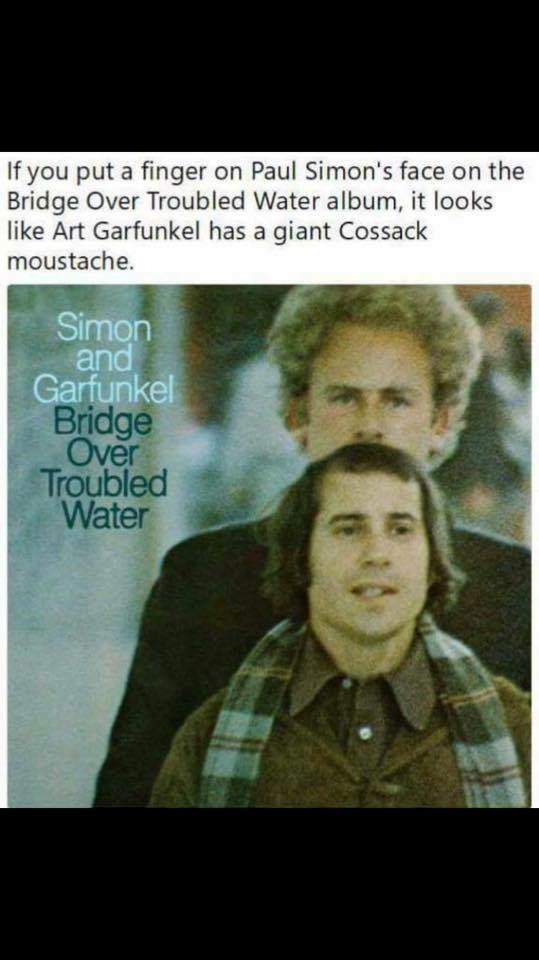 If you put a finger on Paul Simon's face on the
Bridge Over Troubled Water album, it looks
like Art Garfunkel has a giant Cossack
moustache.
Simon
and
Garfunkel
Bridge
Over
Troubled
Water